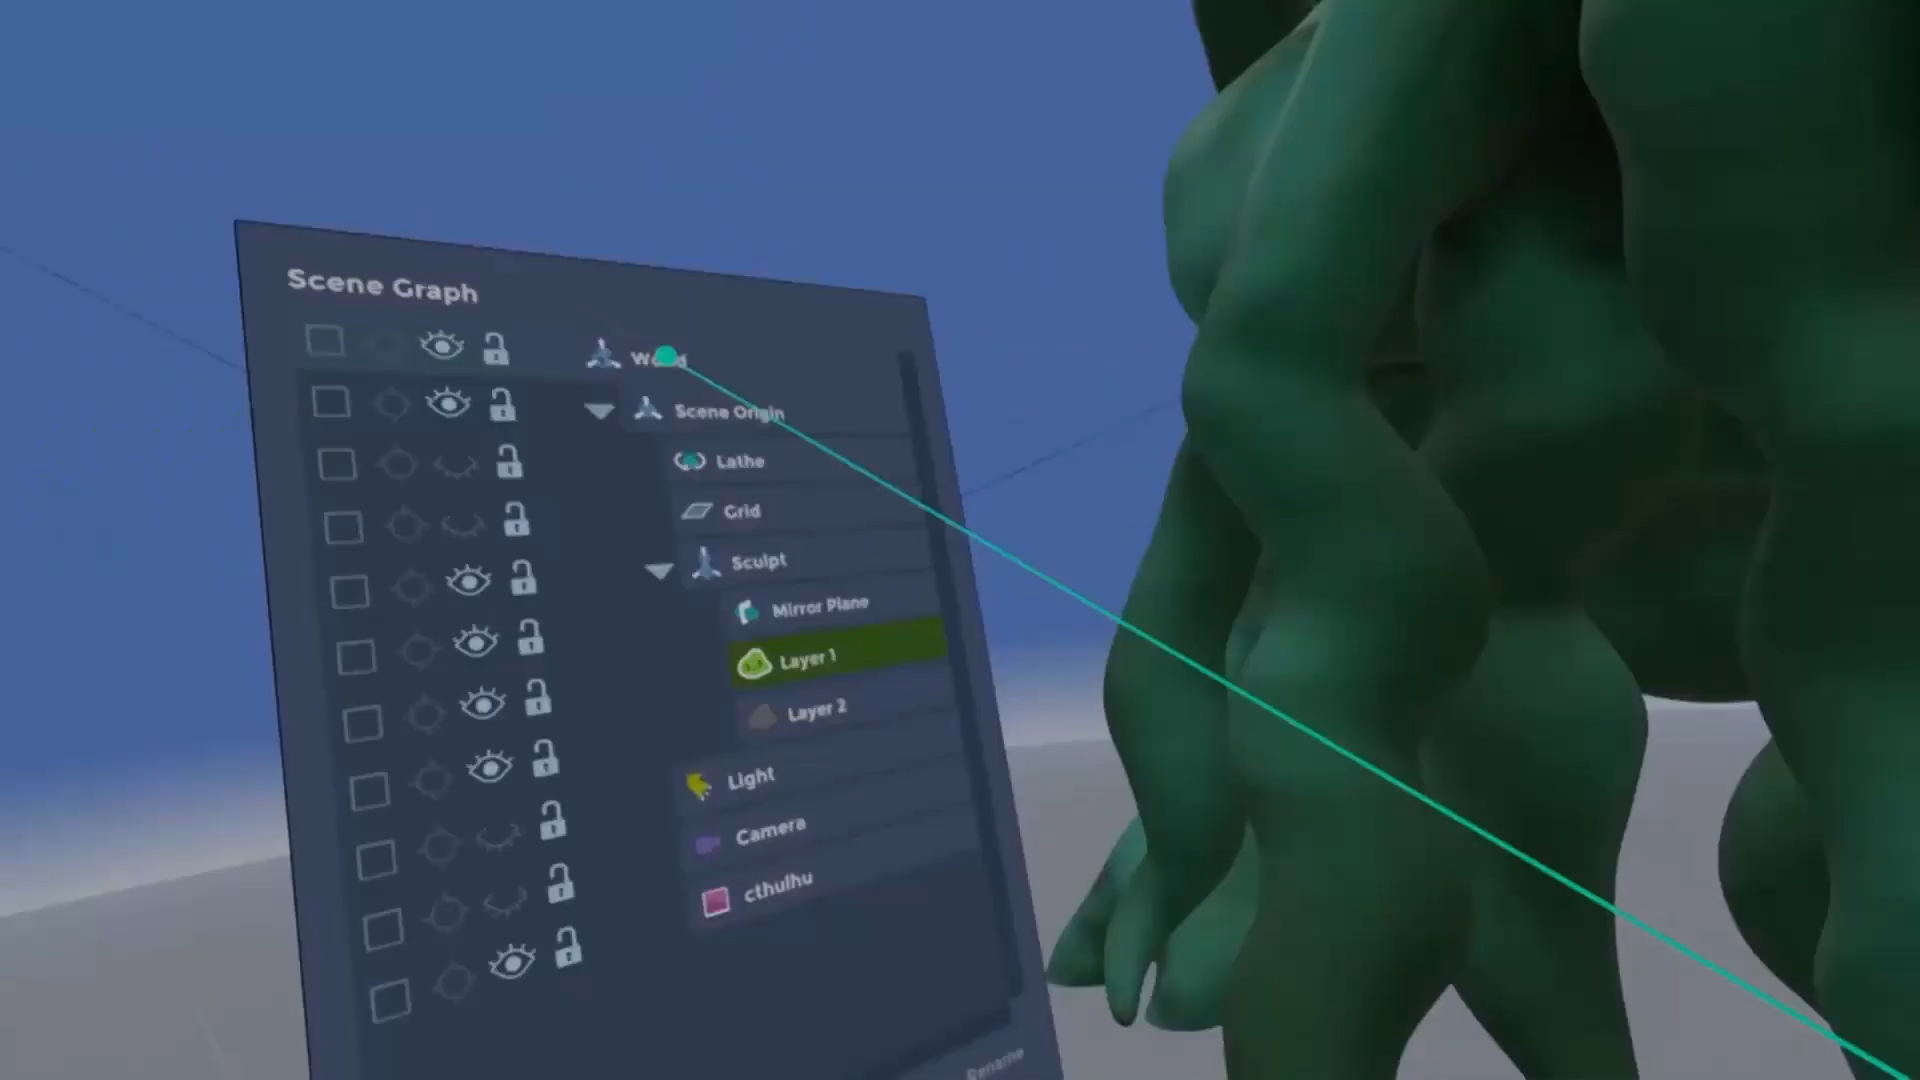 Scene Graph
Scene Origin
Lathe
Grid
Sculpt
Mirror Plane
Layer 1
Layer 2
Light
Camera
cthulhu
Rename